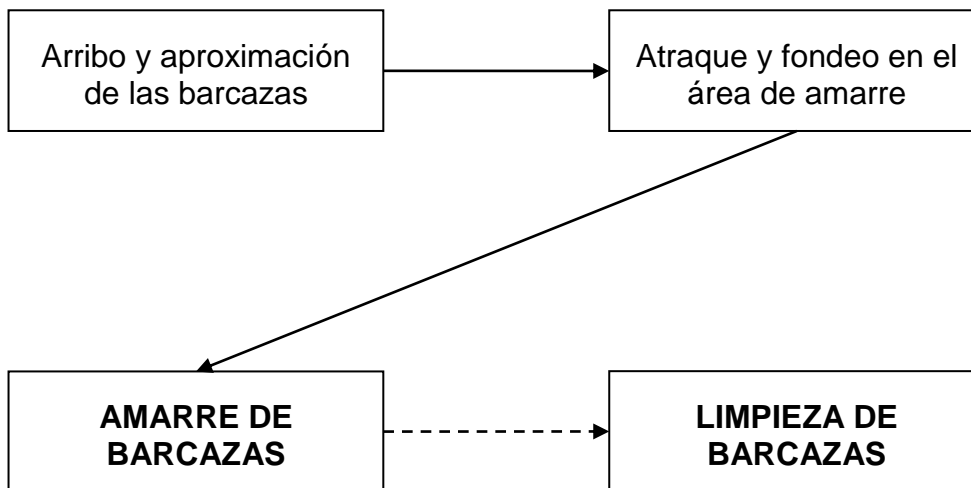 Arribo y aproximación
de las barcazas
Atraque y fondeo en el
área de amarre
AMARRE DE
BARCAZAS
LIMPIEZA DE
BARCAZAS